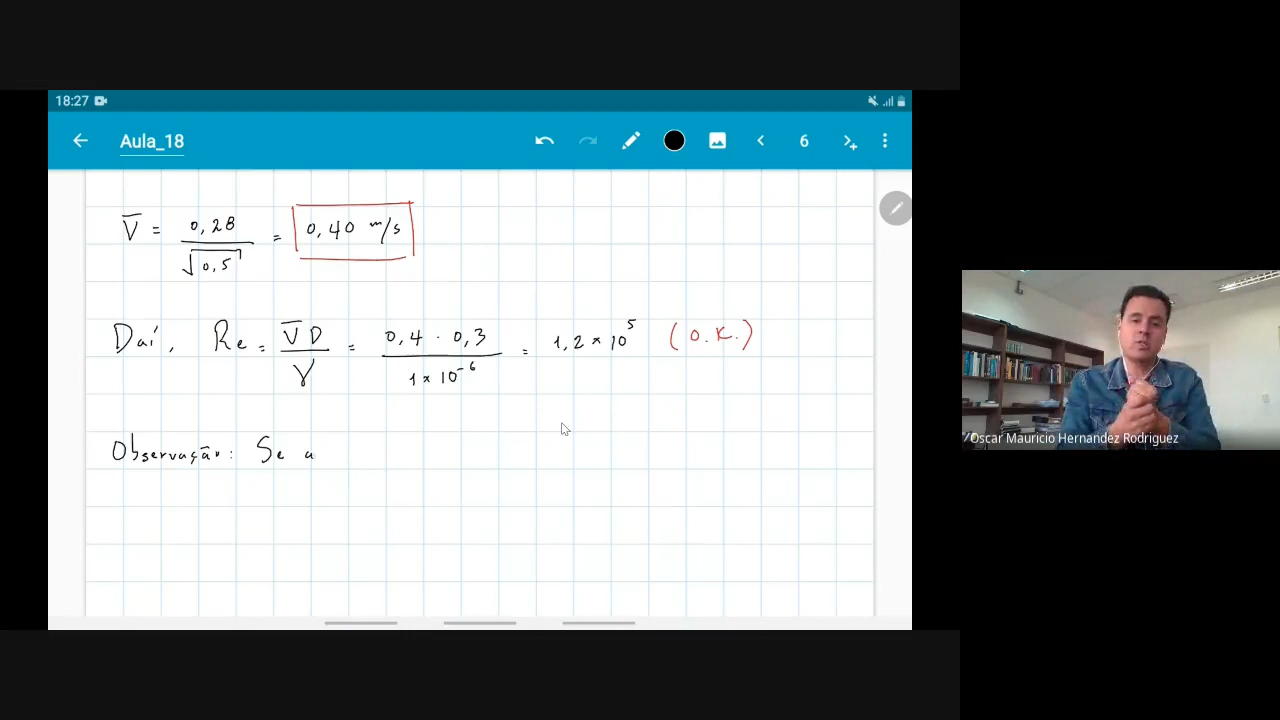 18:27
Aula_18
6
V̅ = 0,28 / √0,5 = 0,40 m/s
Daí, Re = V̅D / γ = 0,4 · 0,3 / 1 × 10⁻⁶ = 1,2 × 10⁵ (O.K.)
Observação: Se a
Oscar Mauricio Hernandez Rodriguez